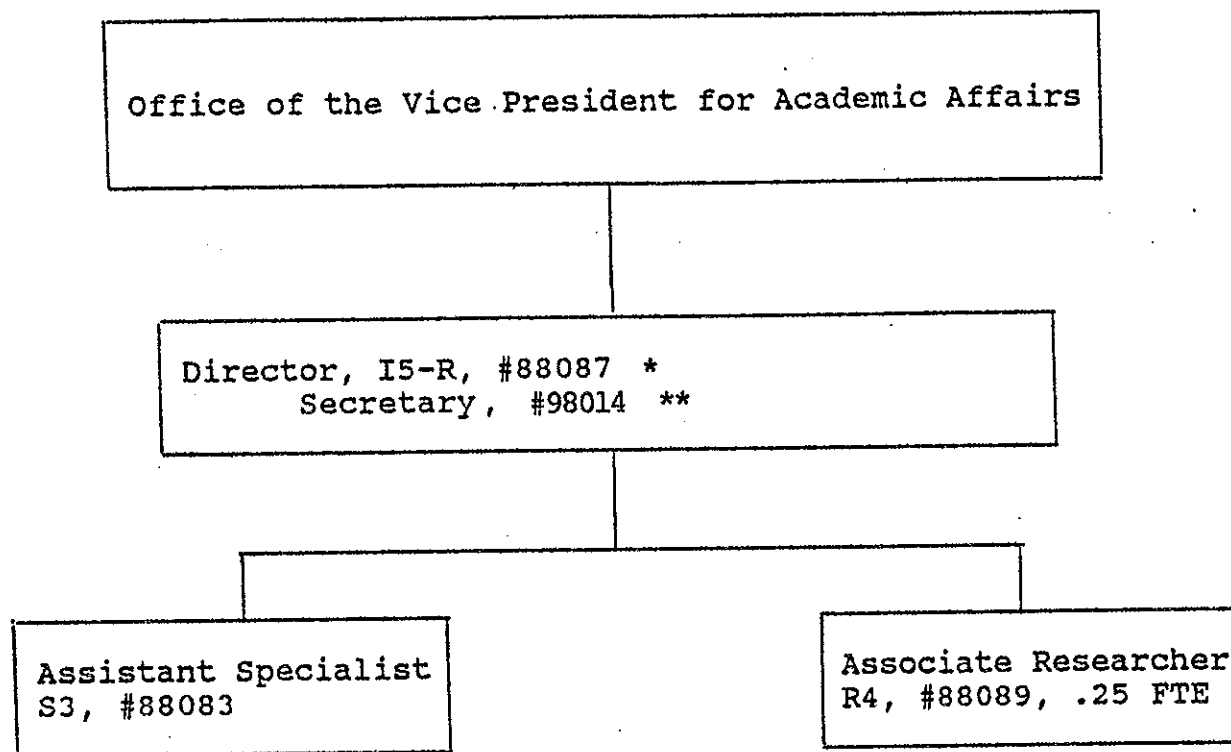 Office of the Vice President for Academic Affairs
Director, I5-R, #88087 *
Secretary, #98014 **
Assistant Specialist
S3, #88083
Associate Researcher
R4, #88089, .25 FTE